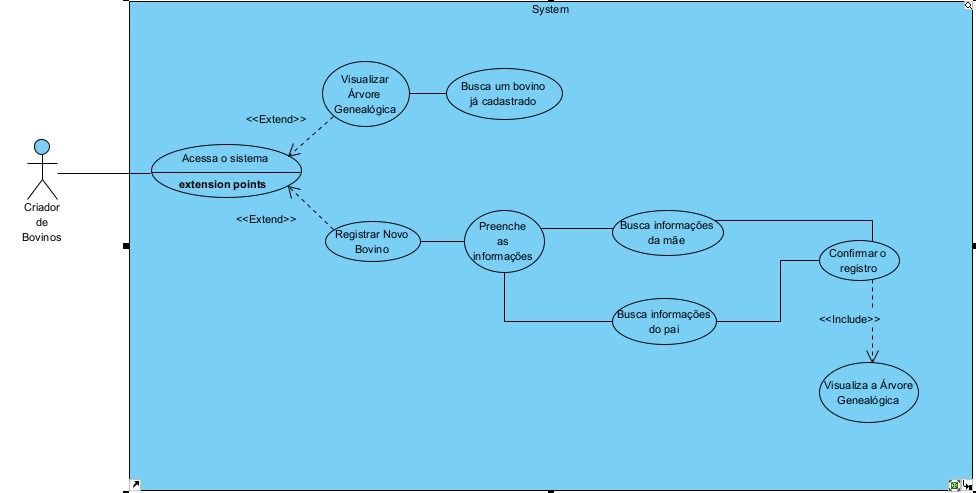 System
Visualizar
Árvore
Genealógica
Busca um bovino
já cadastrado
<<Extend>>
Acessa o sistema
extension points
Criador
de
Bovinos
<<Extend>>
Registrar Novo
Bovino
Preenche
as
informações
Busca informações
da mãe
Confirmar o
registro
Busca informações
do pai
<<Include>>
Visualiza a Árvore
Genealógica